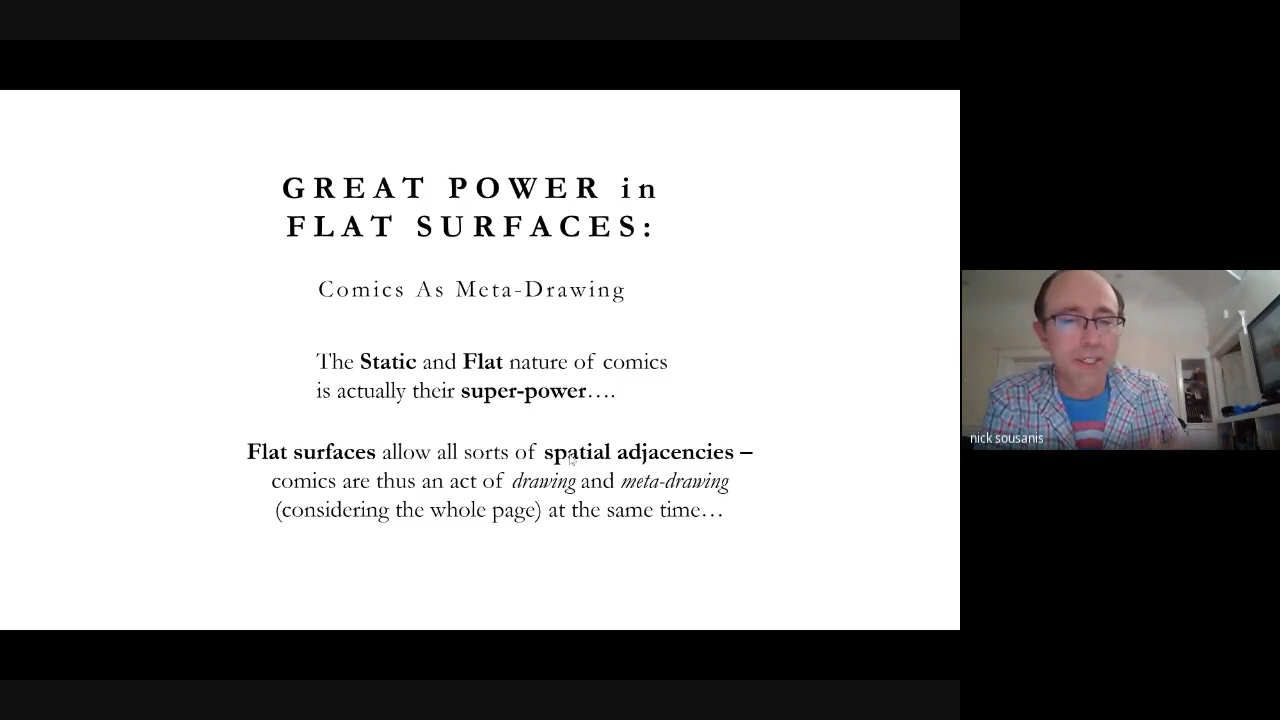 GREAT POWER in
FLAT SURFACES:
Comics As Meta-Drawing
The Static and Flat nature of comics
is actually their super-power….
Flat surfaces allow all sorts of spatial adjacencies –
comics are thus an act of drawing and meta-drawing
(considering the whole page) at the same time…
nick sousanis